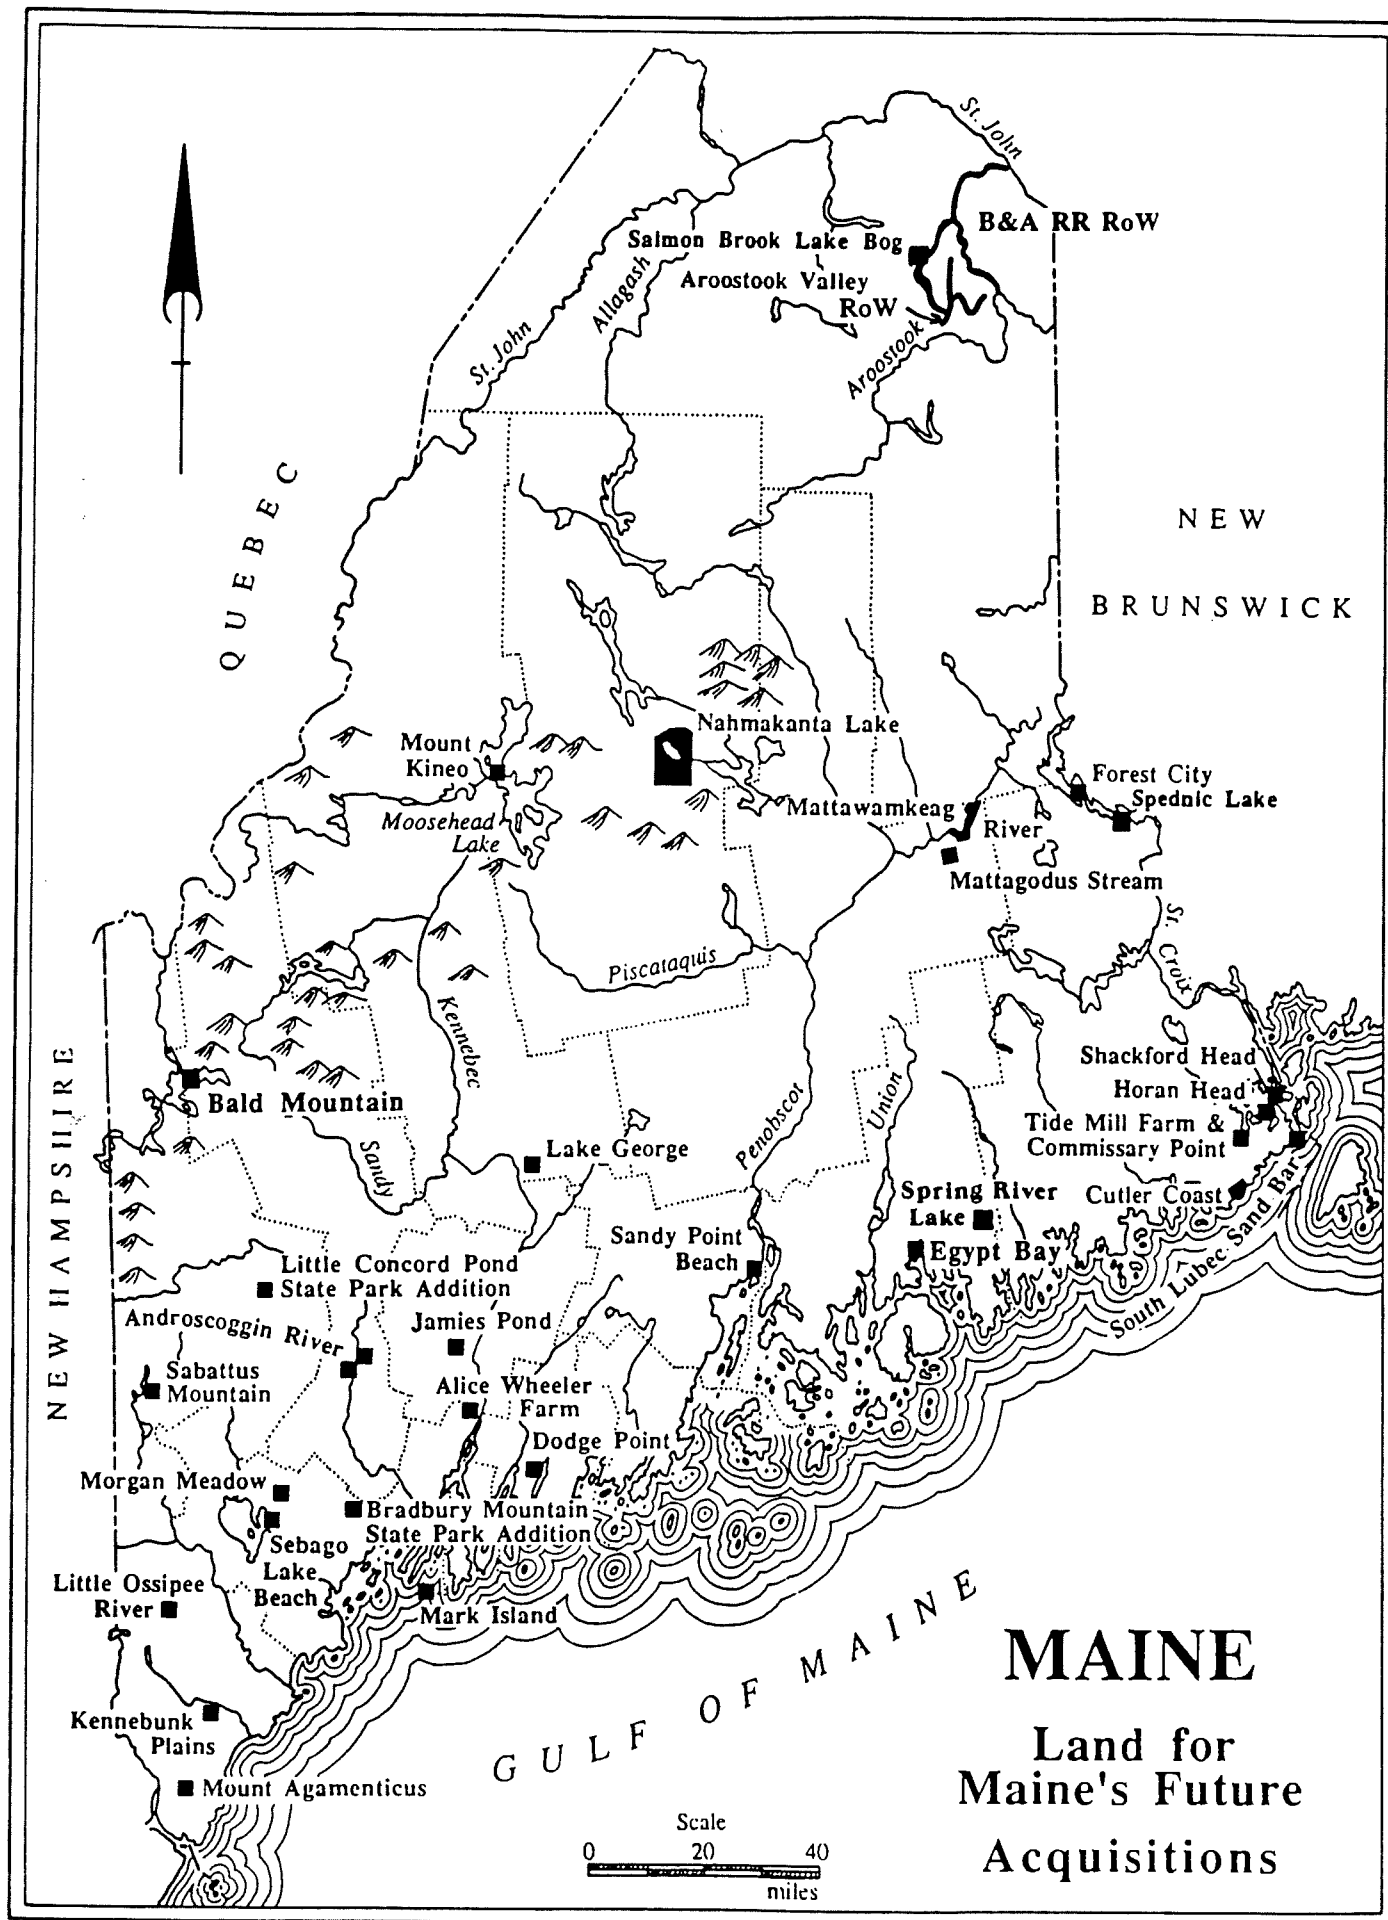 St. John
B&A RR RoW
Salmon Brook Lake Bog
Aroostook Valley
RoW
Allagash
St. John
Aroostook
QUEBEC
NEW
BRUNSWICK
Nahmakanta Lake
Mount
Kineo
Moosehead
Lake
Forest City
Spednic Lake
Mattawamkeag
River
Mattagodus Stream
St. Croix
Piscataquis
Kennebec
Penobscot
Union
Shackford Head
Horan Head
Tide Mill Farm &
Commissary Point
Cutler Coast
South Lubec Sand Bar
NEW HAMPSHIRE
Bald Mountain
Sandy
Lake George
Spring River
Lake
Egypt Bay
Sandy Point
Beach
Little Concord Pond
State Park Addition
Androscoggin River
Jamies Pond
Sabattus
Mountain
Alice Wheeler
Farm
Dodge Point
Morgan Meadow
Bradbury Mountain
State Park Addition
Sebago
Lake
Beach
Little Ossipee
River
Mark Island
Kennebunk
Plains
Mount Agamenticus
GULF OF MAINE
MAINE
Land for
Maine's Future
Acquisitions
Scale
0 20 40
miles